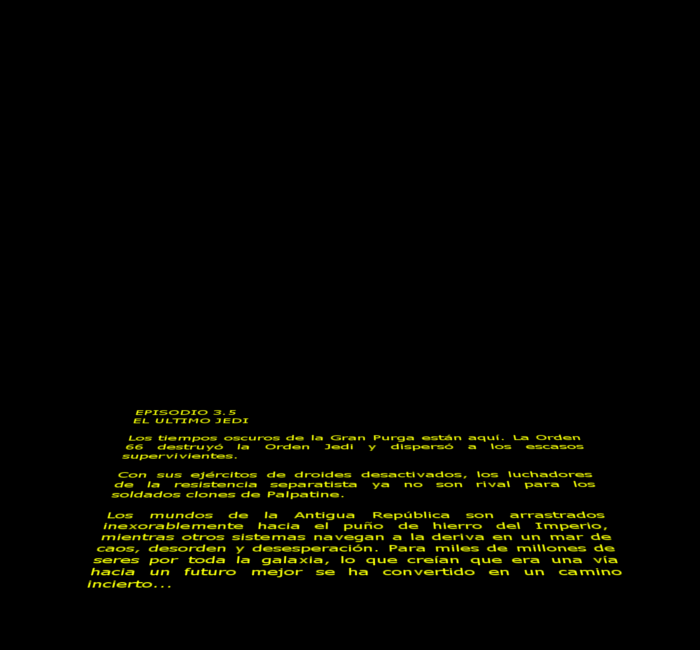 EPISODIO 3.5
EL ULTIMO JEDI
Los tiempos oscuros de la Gran Purga están aquí. La Orden
66 destruyó la Orden Jedi y dispersó a los escasos
supervivientes.
Con sus ejércitos de droides desactivados, los luchadores
de la resistencia separatista ya no son rival para los
soldados clones de Palpatine.
Los mundos de la Antigua República son arrastrados
inexorablemente hacia el puño de hierro del Imperio,
mientras otros sistemas navegan a la deriva en un mar de
caos, desorden y desesperación. Para miles de millones de
seres por toda la galaxia, lo que creían que era una vía
hacia un futuro mejor se ha convertido en un camino
incierto...